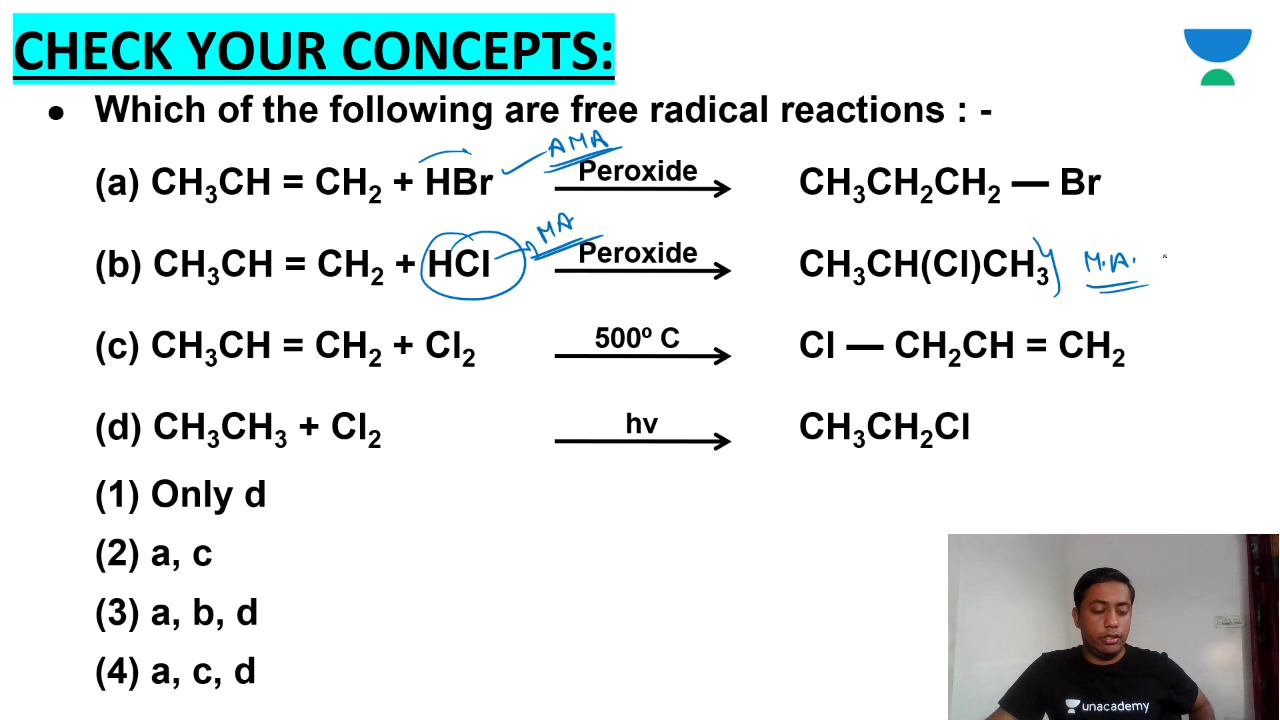 CHECK YOUR CONCEPTS:
• Which of the following are free radical reactions : -
AMA
(a) CH₃CH = CH₂ + HBr Peroxide CH₃CH₂CH₂ — Br
MA
(b) CH₃CH = CH₂ + HCl Peroxide CH₃CH(Cl)CH₃ M.A.
(c) CH₃CH = CH₂ + Cl₂ 500º C Cl — CH₂CH = CH₂
(d) CH₃CH₃ + Cl₂ hv CH₃CH₂Cl
(1) Only d
(2) a, c
(3) a, b, d
(4) a, c, d
unacademy